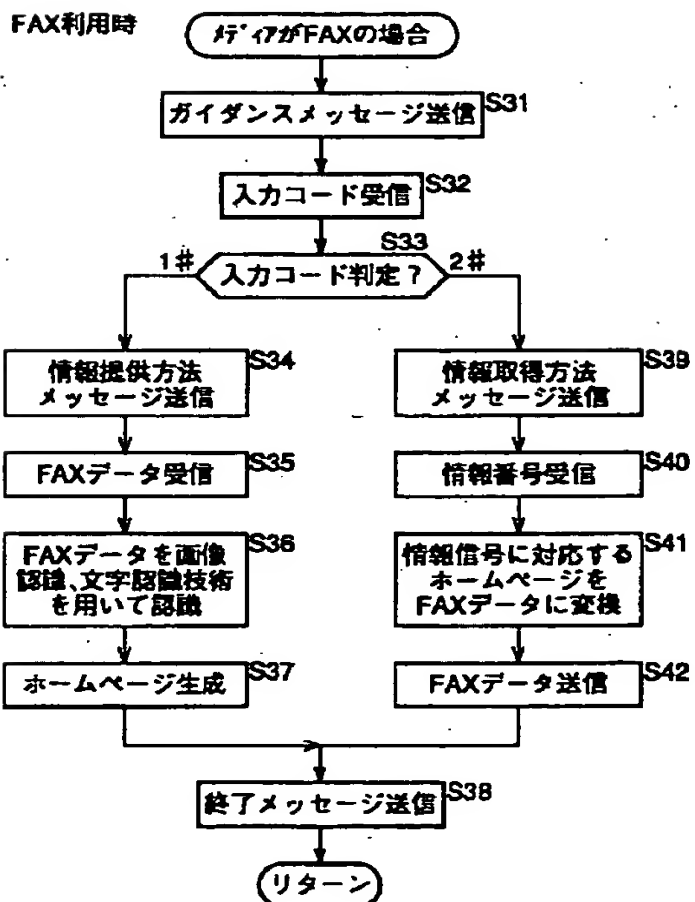 FAX利用時
メディアがFAXの場合
ガイダンスメッセージ送信 S31
入力コード受信 S32
S33
1# 入力コード判定? 2#
情報提供方法
メッセージ送信
S34
FAXデータ受信 S35
FAXデータを画像
認識、文字認識技術
を用いて認識
S36
ホームページ生成 S37
情報取得方法
メッセージ送信
S39
情報番号受信 S40
情報信号に対応する
ホームページを
FAXデータに変換
S41
FAXデータ送信 S42
終了メッセージ送信 S38
リターン